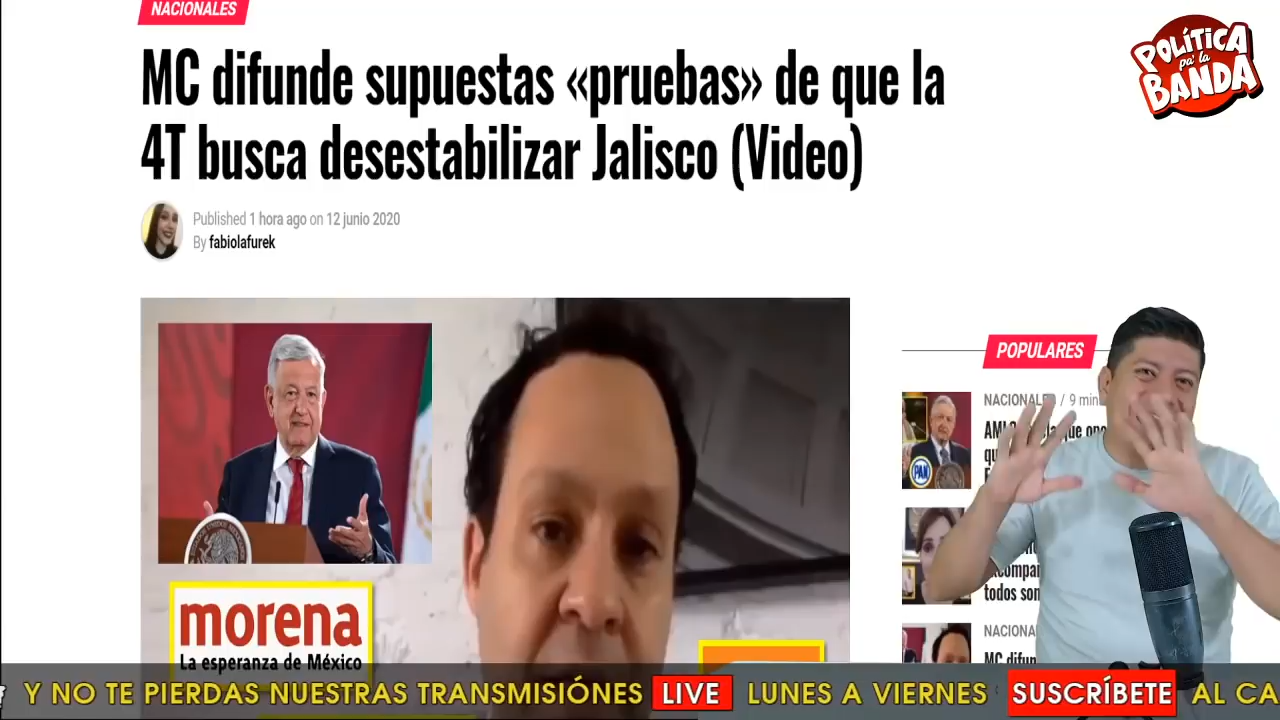 NACIONALES
POLÍTICA
pa' la
BANDA
MC difunde supuestas «pruebas» de que la
4T busca desestabilizar Jalisco (Video)
Published 1 hora ago on 12 junio 2020
By fabiolafurek
POPULARES
NACIONALES / 9 min
que
PAN
todos son
NACIONA
MC difun
morena
La esperanza de México
Y NO TE PIERDAS NUESTRAS TRANSMISIÓNES LIVE LUNES A VIERNES SUSCRÍBETE AL CA